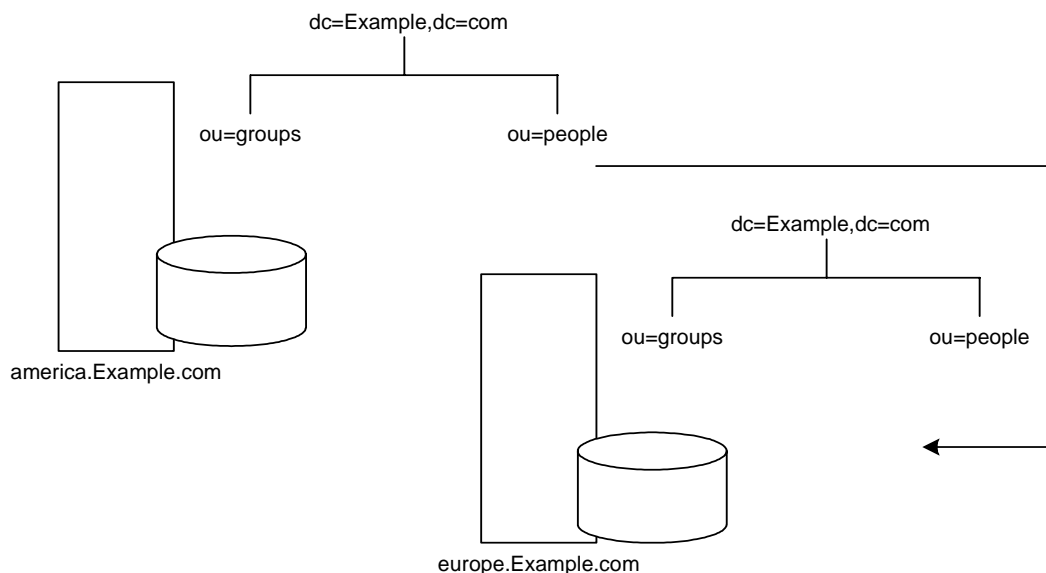 dc=Example,dc=com
ou=groups
ou=people
america.Example.com
dc=Example,dc=com
ou=groups
ou=people
europe.Example.com